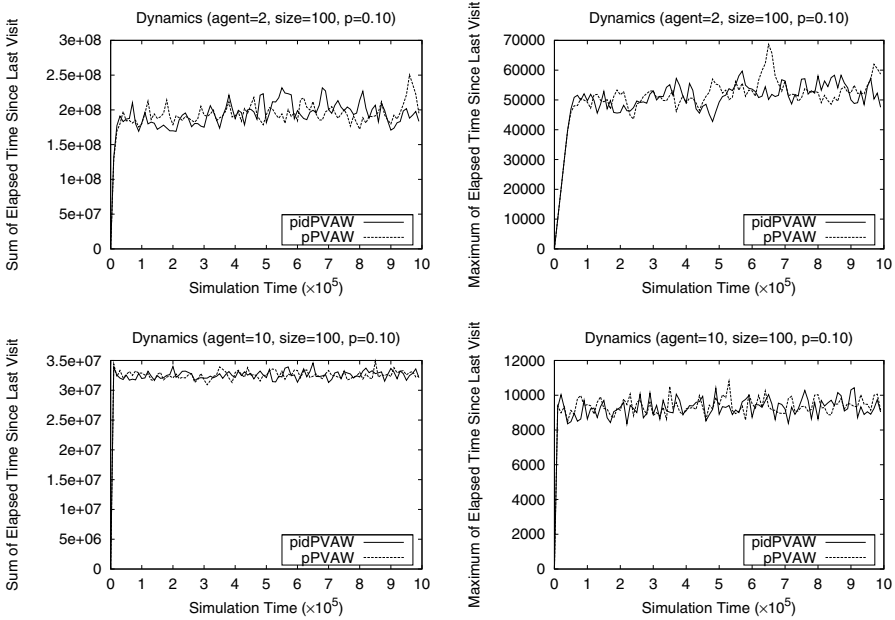 Dynamics (agent=2, size=100, p=0.10)
Sum of Elapsed Time Since Last Visit
3e+08
2.5e+08
2e+08
1.5e+08
1e+08
5e+07
0
pidPVAW
pPVAW
0 1 2 3 4 5 6 7 8 9 10
Simulation Time (×10⁵)
Dynamics (agent=2, size=100, p=0.10)
Maximum of Elapsed Time Since Last Visit
70000
60000
50000
40000
30000
20000
10000
0
pidPVAW
pPVAW
0 1 2 3 4 5 6 7 8 9 10
Simulation Time (×10⁵)
Dynamics (agent=10, size=100, p=0.10)
Sum of Elapsed Time Since Last Visit
3.5e+07
3e+07
2.5e+07
2e+07
1.5e+07
1e+07
5e+06
0
pidPVAW
pPVAW
0 1 2 3 4 5 6 7 8 9 10
Simulation Time (×10⁵)
Dynamics (agent=10, size=100, p=0.10)
Maximum of Elapsed Time Since Last Visit
12000
10000
8000
6000
4000
2000
0
pidPVAW
pPVAW
0 1 2 3 4 5 6 7 8 9 10
Simulation Time (×10⁵)